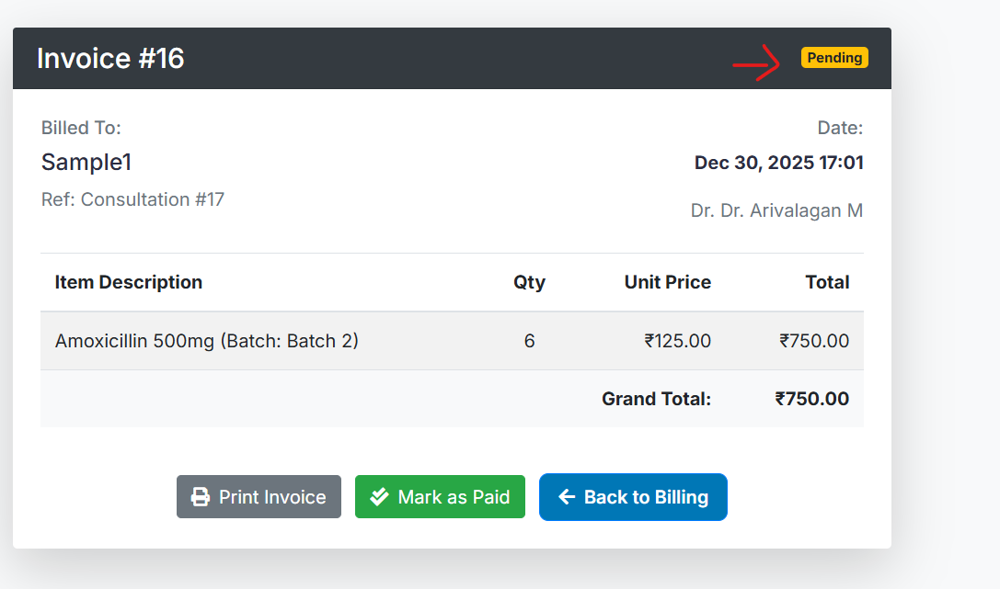 Invoice #16
Pending
Billed To:
Date:
Sample1
Dec 30, 2025 17:01
Ref: Consultation #17
Dr. Dr. Arivalagan M
Item Description Qty Unit Price Total
Amoxicillin 500mg (Batch: Batch 2) 6 ₹125.00 ₹750.00
Grand Total: ₹750.00
Print Invoice
Mark as Paid
Back to Billing